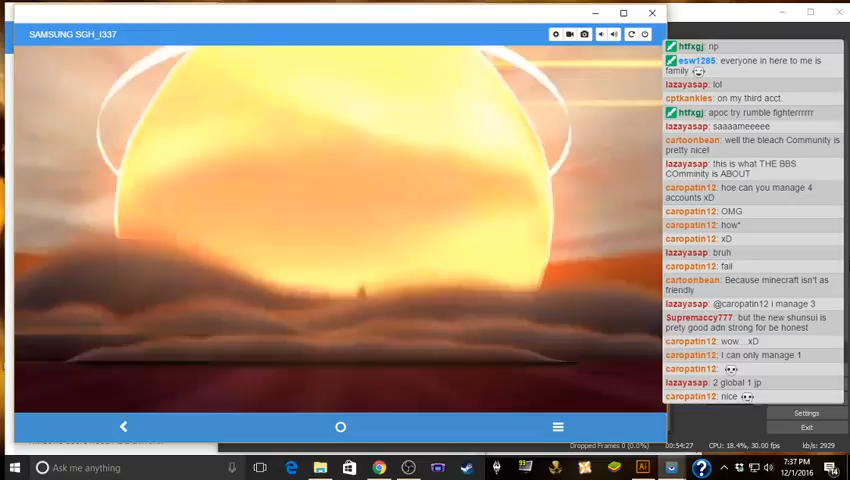 SAMSUNG SGH_I337
htfxgj: np
esw1285: everyone in here to me is
family
lazayasap: lol
cptkankles: on my third acct.
htfxgj: apoc try rumble fighterrrrrr
lazayasap: saaaameeeee
cartoonbean: well the bleach Community is
pretty nice!
lazayasap: this is what THE BBS
COmminity is ABOUT
caropatin12: hoe can you manage 4
accounts xD
caropatin12: OMG
caropatin12: how*
caropatin12: xD
lazayasap: bruh
caropatin12: fail
cartoonbean: Because minecraft isn't as
friendly
lazayasap: @caropatin12 i manage 3
Supremaccy777: but the new shunsui is
prety good adn strong for be honest
caropatin12: wow....xD
caropatin12: I can only manage 1
caropatin12:
lazayasap: 2 global 1 jp
caropatin12: nice
Settings
Exit
Dropped Frames 0 (0.0%)
00:54:27
CPU: 18.4%, 30.00 fps
kb/s: 2929
Ask me anything
99
Ai
7:37 PM
12/1/2016